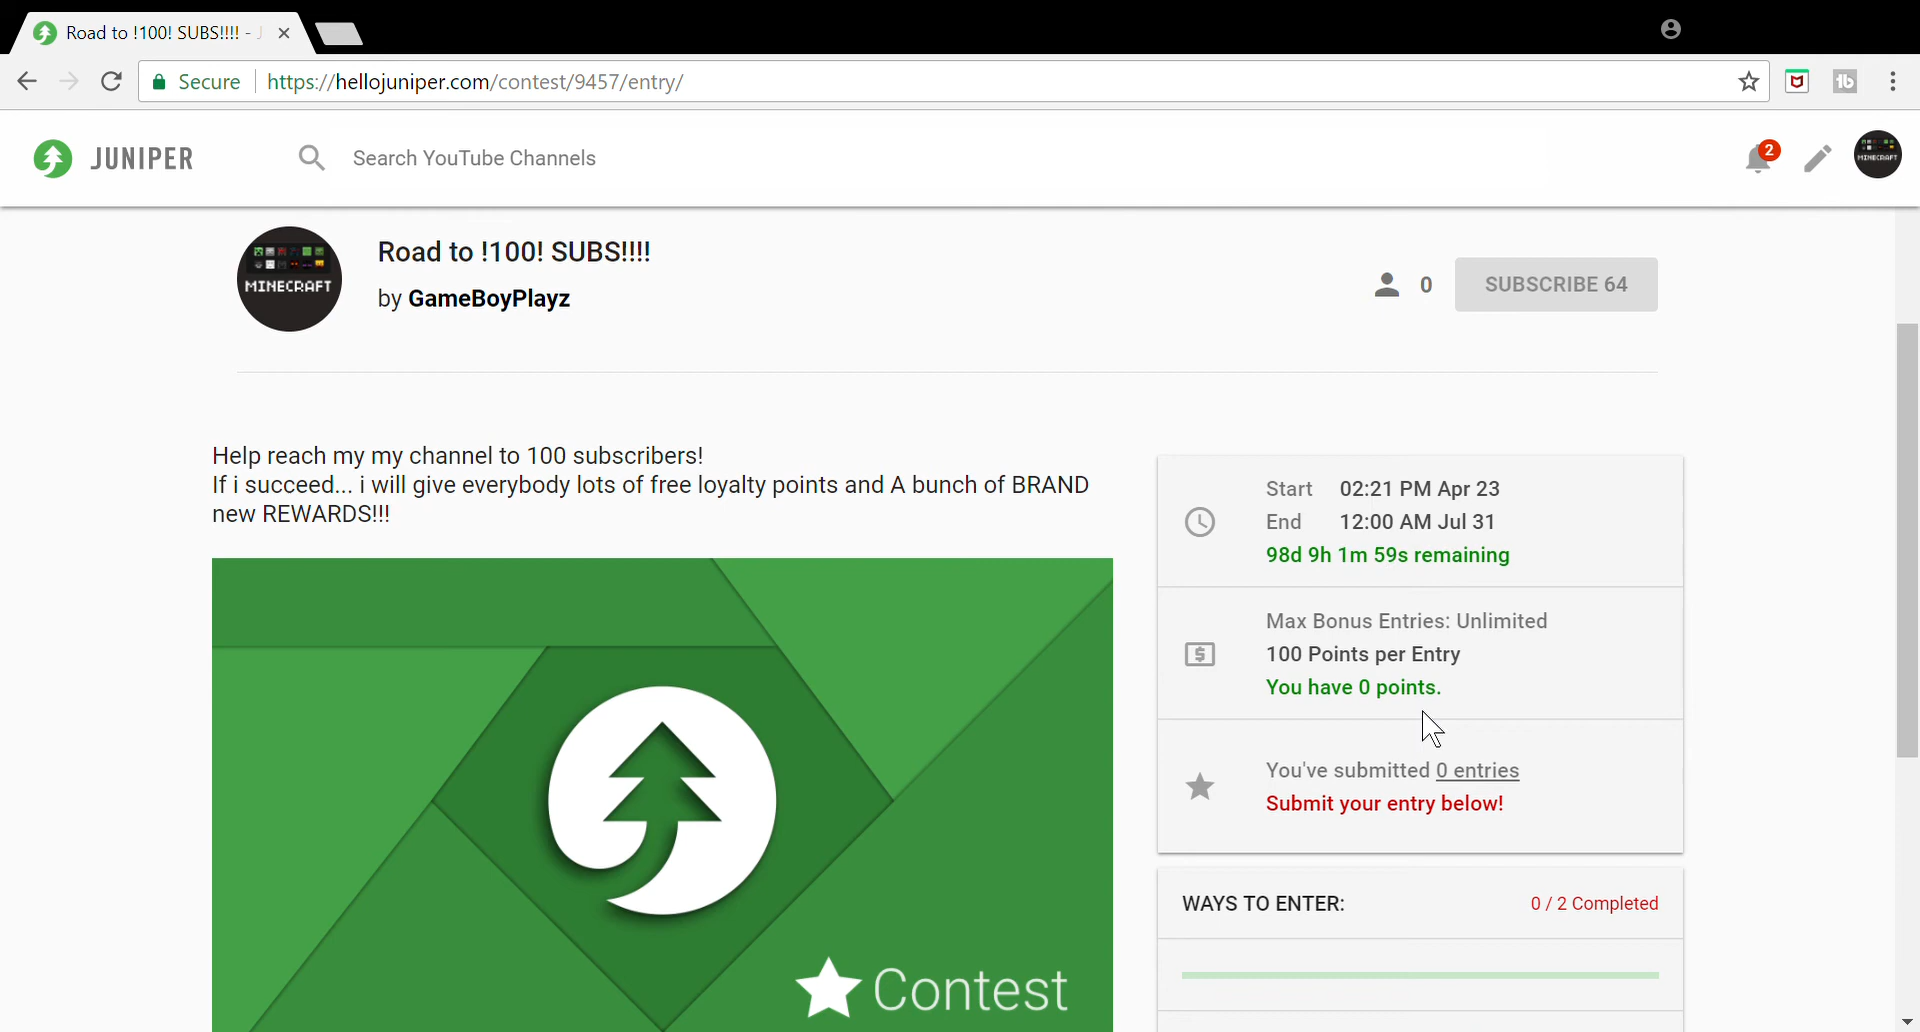 Road to !100! SUBS!!!! -
Secure
https://hellojuniper.com/contest/9457/entry/
JUNIPER
Search YouTube Channels
2
MINECRAFT
MINECRAFT
Road to !100! SUBS!!!!
by GameBoyPlayz
0
SUBSCRIBE 64
Help reach my my channel to 100 subscribers!
If i succeed... i will give everybody lots of free loyalty points and A bunch of BRAND
new REWARDS!!!
Contest
Start 02:21 PM Apr 23
End 12:00 AM Jul 31
98d 9h 1m 59s remaining
Max Bonus Entries: Unlimited
100 Points per Entry
You have 0 points.
You've submitted 0 entries
Submit your entry below!
WAYS TO ENTER:
0 / 2 Completed